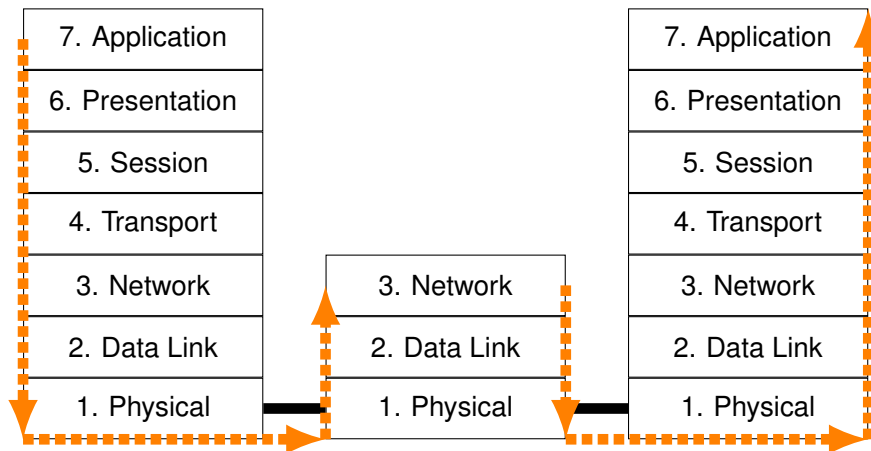 7. Application
6. Presentation
5. Session
4. Transport
3. Network
2. Data Link
1. Physical
3. Network
2. Data Link
1. Physical
7. Application
6. Presentation
5. Session
4. Transport
3. Network
2. Data Link
1. Physical